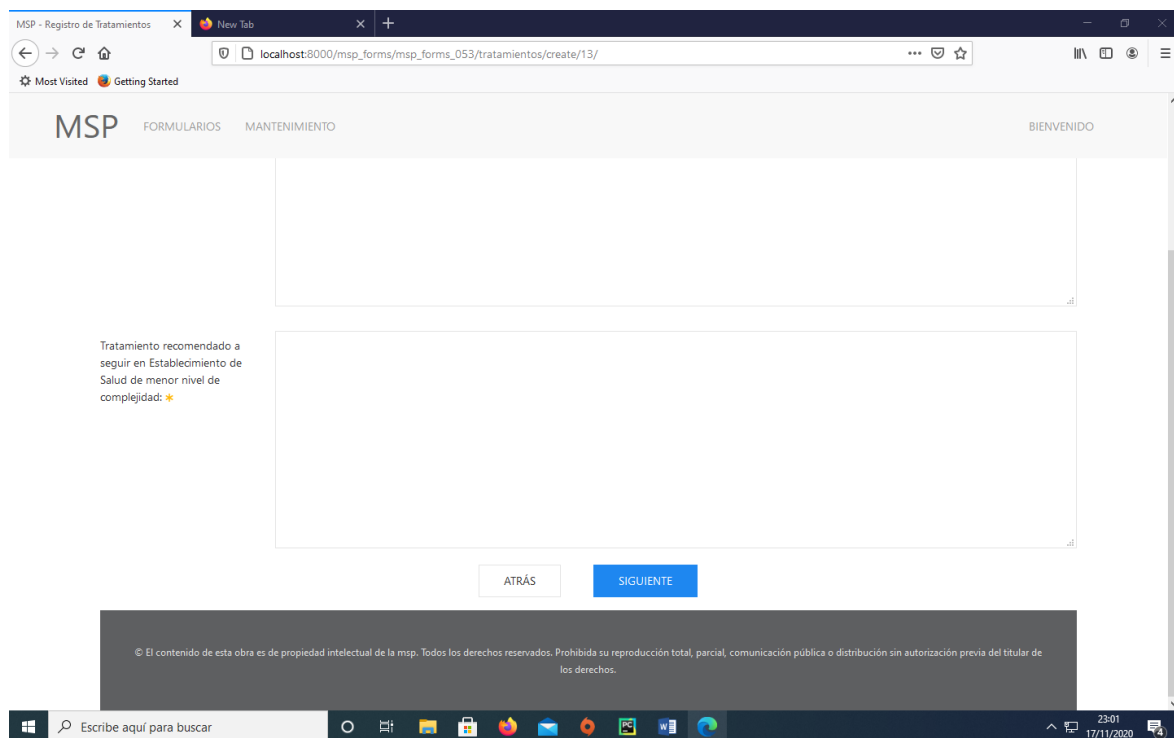 MSP - Registro de Tratamientos
New Tab
localhost:8000/msp_forms/msp_forms_053/tratamientos/create/13/
Most Visited Getting Started
MSP FORMULARIOS MANTENIMIENTO BIENVENIDO
Tratamiento recomendado a
seguir en Establecimiento de
Salud de menor nivel de
complejidad: *
ATRÁS SIGUIENTE
© El contenido de esta obra es de propiedad intelectual de la msp. Todos los derechos reservados. Prohibida su reproducción total, parcial, comunicación pública o distribución sin autorización previa del titular de
los derechos.
Escribe aquí para buscar
PC
W
23:01
17/11/2020
4